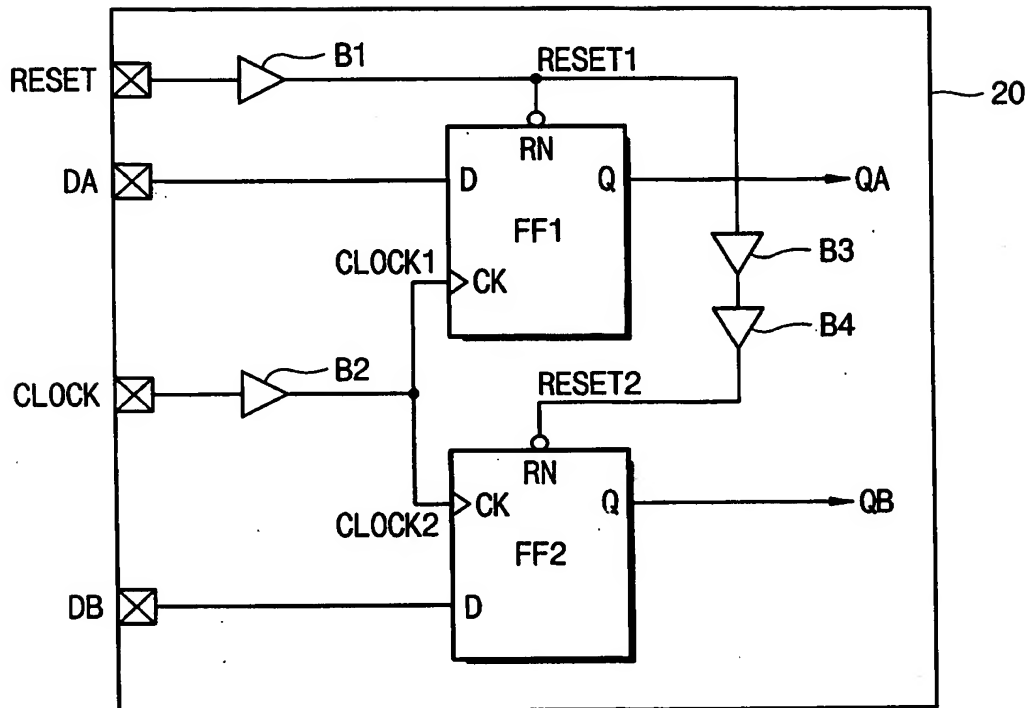 B1
RESET
RESET1
20
RN
DA
D
Q
QA
FF1
B3
CLOCK1
CK
B4
B2
CLOCK
RESET2
RN
CK
Q
QB
CLOCK2
FF2
DB
D